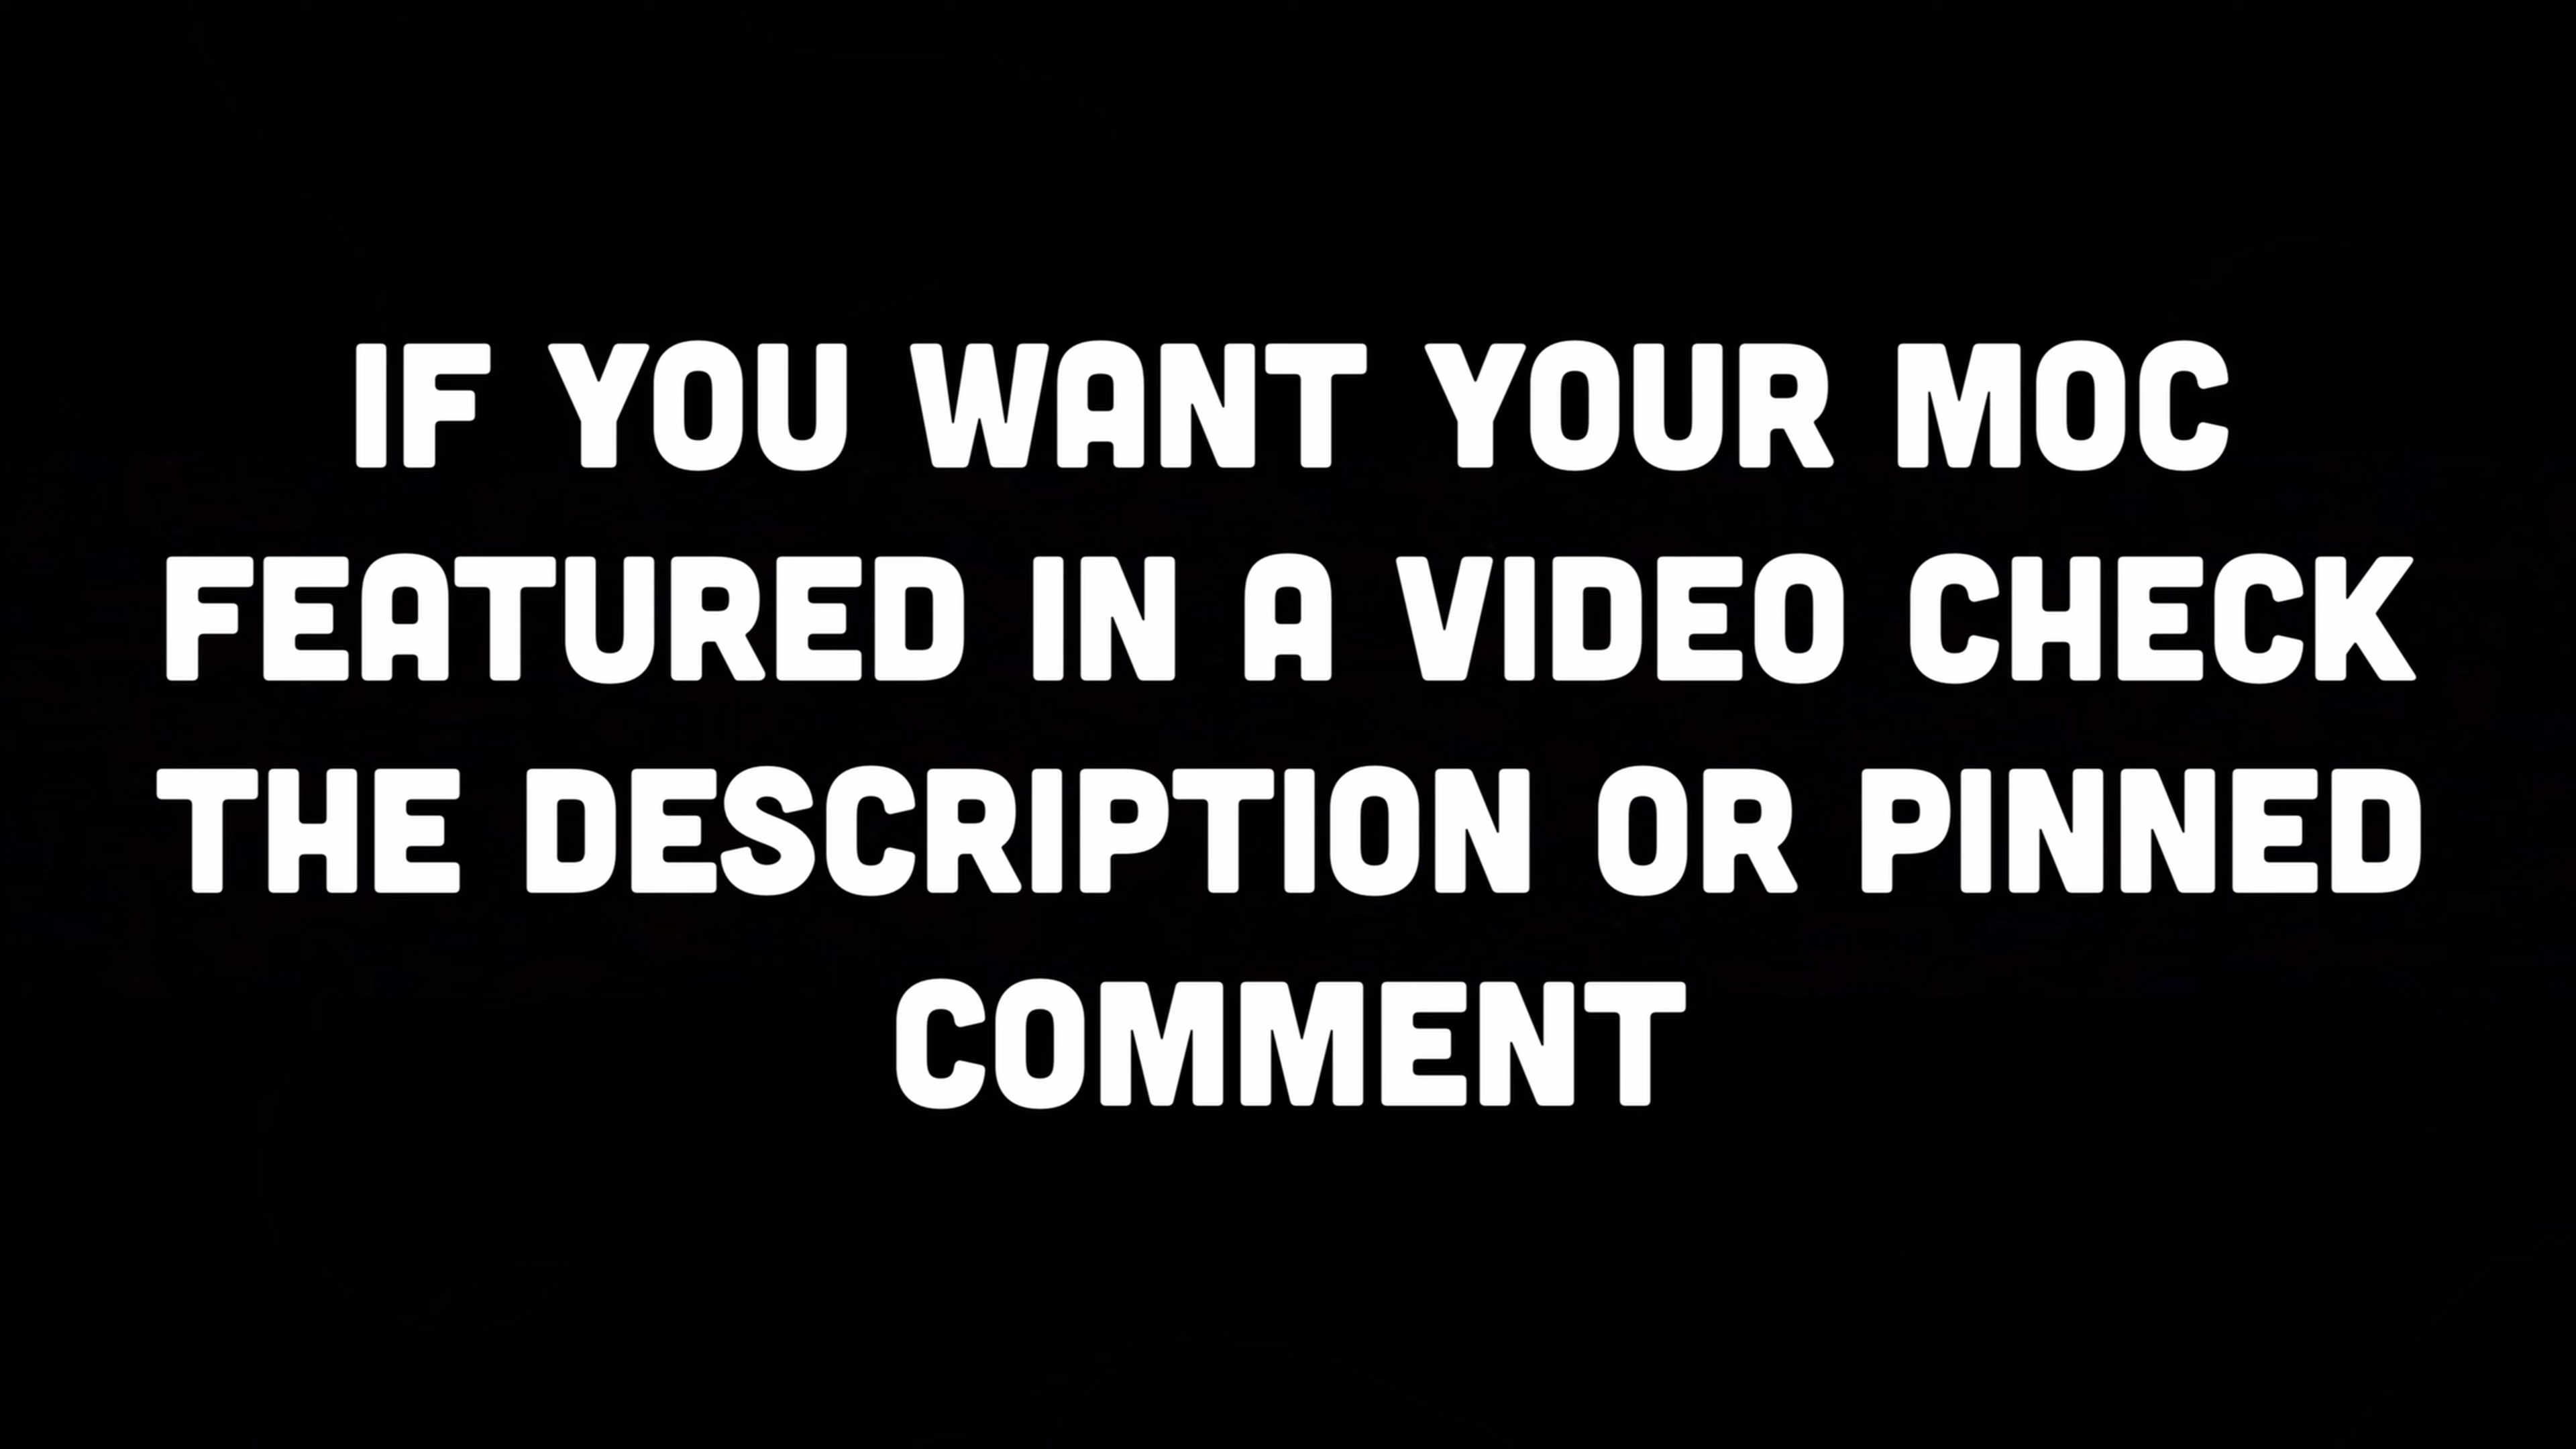 IF YOU WANT YOUR MOC
FEATURED IN A VIDEO CHECK
THE DESCRIPTION OR PINNED
COMMENT